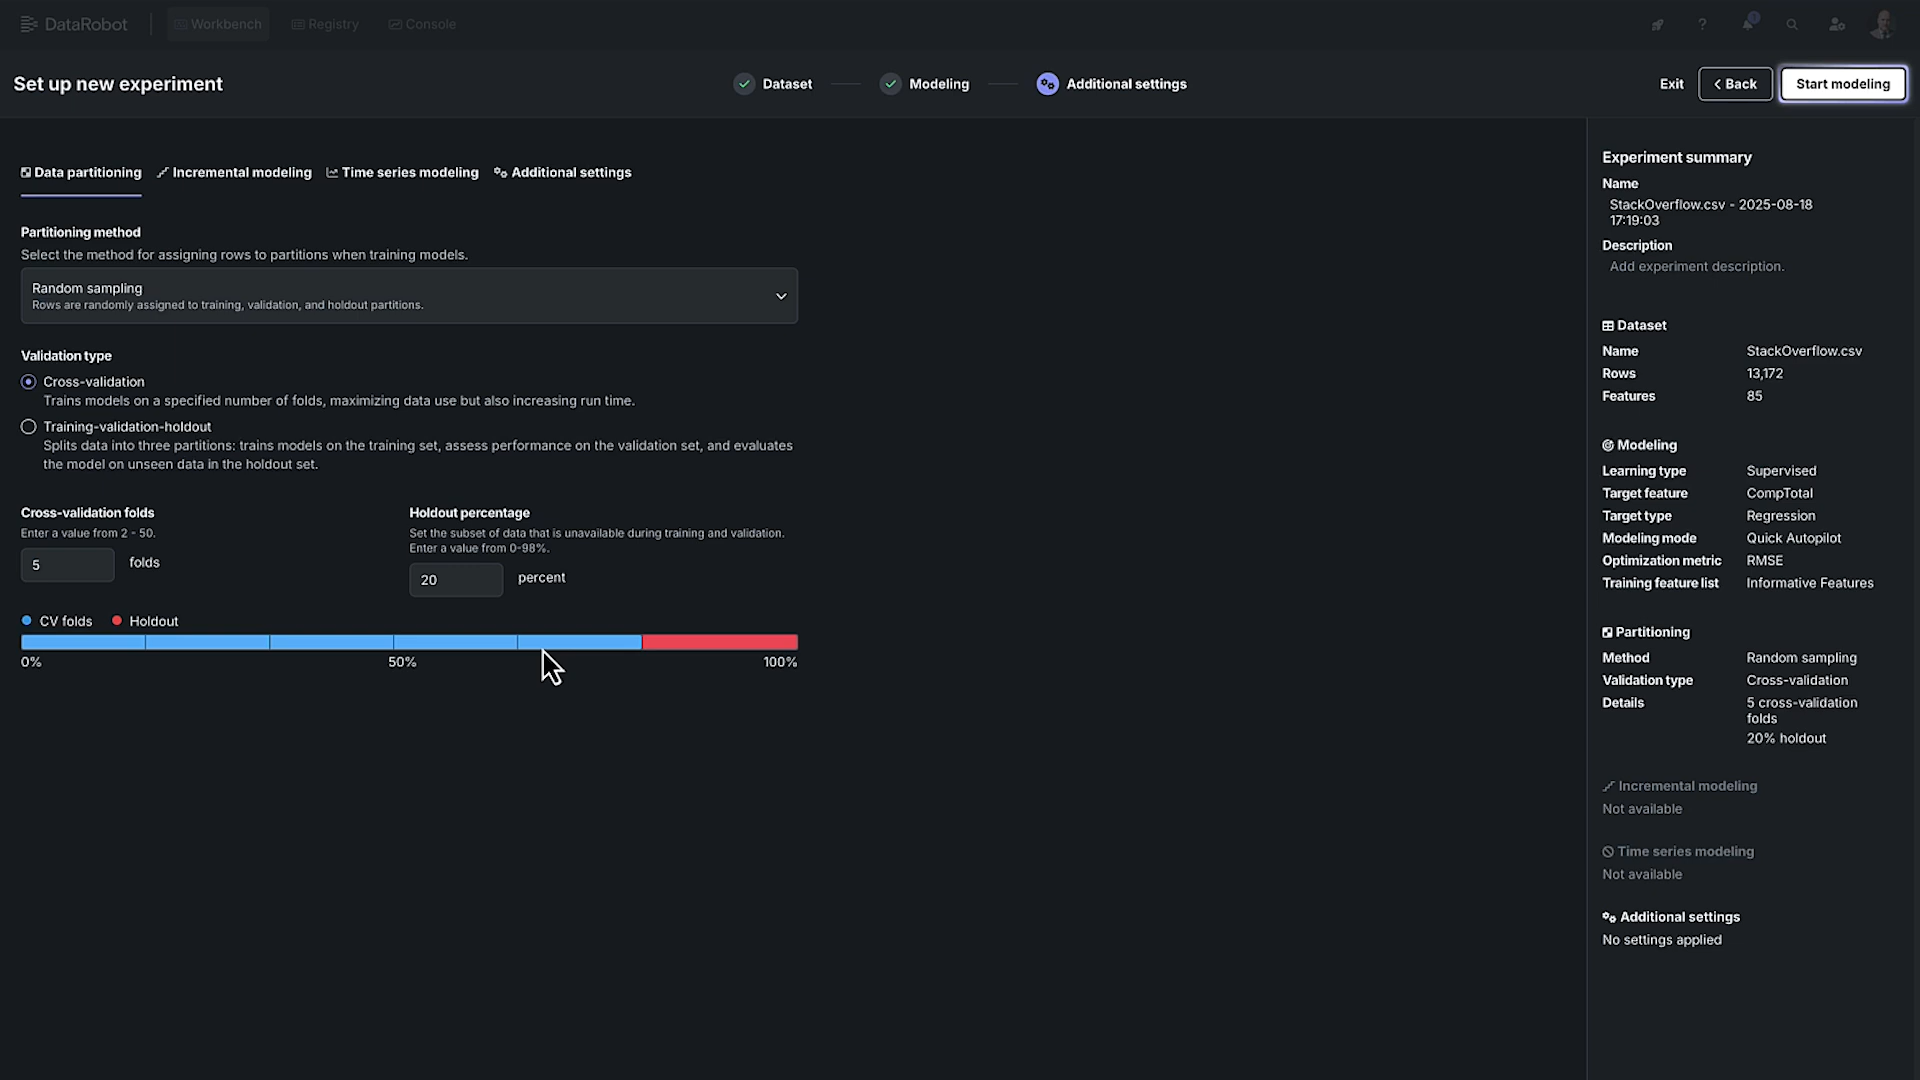 DataRobot
Workbench
Registry
Console
Set up new experiment
Dataset
Modeling
Additional settings
Exit
Back
Start modeling
Data partitioning
Incremental modeling
Time series modeling
Additional settings
Partitioning method
Select the method for assigning rows to partitions when training models.
Random sampling
Rows are randomly assigned to training, validation, and holdout partitions.
Validation type
Cross-validation
Trains models on a specified number of folds, maximizing data use but also increasing run time.
Training-validation-holdout
Splits data into three partitions: trains models on the training set, assess performance on the validation set, and evaluates
the model on unseen data in the holdout set.
Cross-validation folds
Enter a value from 2 - 50.
5 folds
Holdout percentage
Set the subset of data that is unavailable during training and validation.
Enter a value from 0-98%.
20 percent
CV folds Holdout
0% 50% 100%
Experiment summary
Name
StackOverflow.csv - 2025-08-18
17:19:03
Description
Add experiment description.
Dataset
Name StackOverflow.csv
Rows 13,172
Features 85
Modeling
Learning type Supervised
Target feature CompTotal
Target type Regression
Modeling mode Quick Autopilot
Optimization metric RMSE
Training feature list Informative Features
Partitioning
Method Random sampling
Validation type Cross-validation
Details 5 cross-validation
folds
20% holdout
Incremental modeling
Not available
Time series modeling
Not available
Additional settings
No settings applied